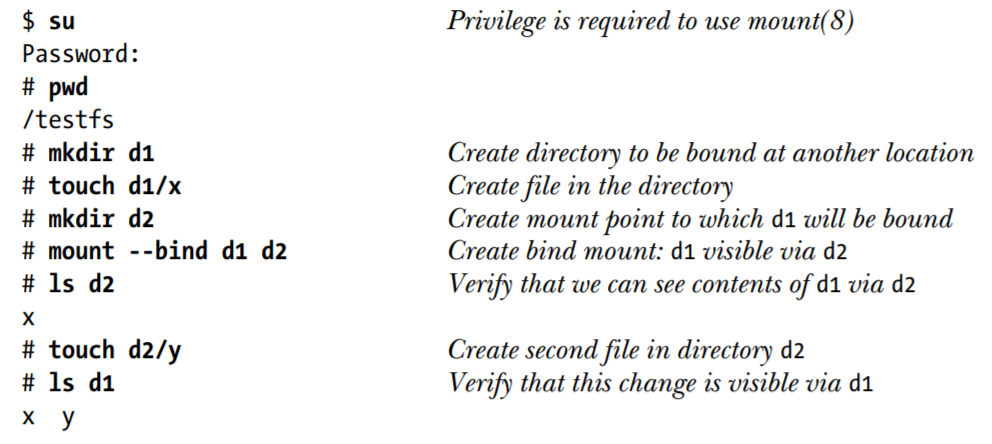 $ su Privilege is required to use mount(8)
Password:
# pwd
/testfs
# mkdir d1 Create directory to be bound at another location
# touch d1/x Create file in the directory
# mkdir d2 Create mount point to which d1 will be bound
# mount --bind d1 d2 Create bind mount: d1 visible via d2
# ls d2 Verify that we can see contents of d1 via d2
x
# touch d2/y Create second file in directory d2
# ls d1 Verify that this change is visible via d1
x y